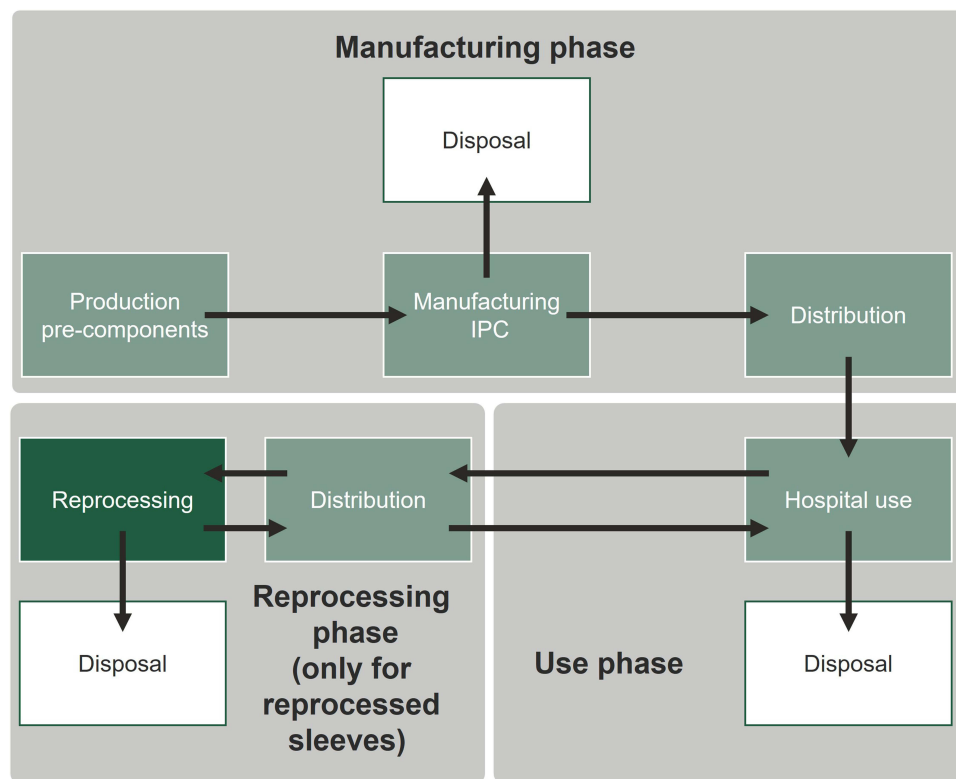 Manufacturing phase
Disposal
Production
pre-components
Manufacturing
IPC
Distribution
Reprocessing
Distribution
Hospital use
Reprocessing
phase
(only for
reprocessed
sleeves)
Disposal
Use phase
Disposal